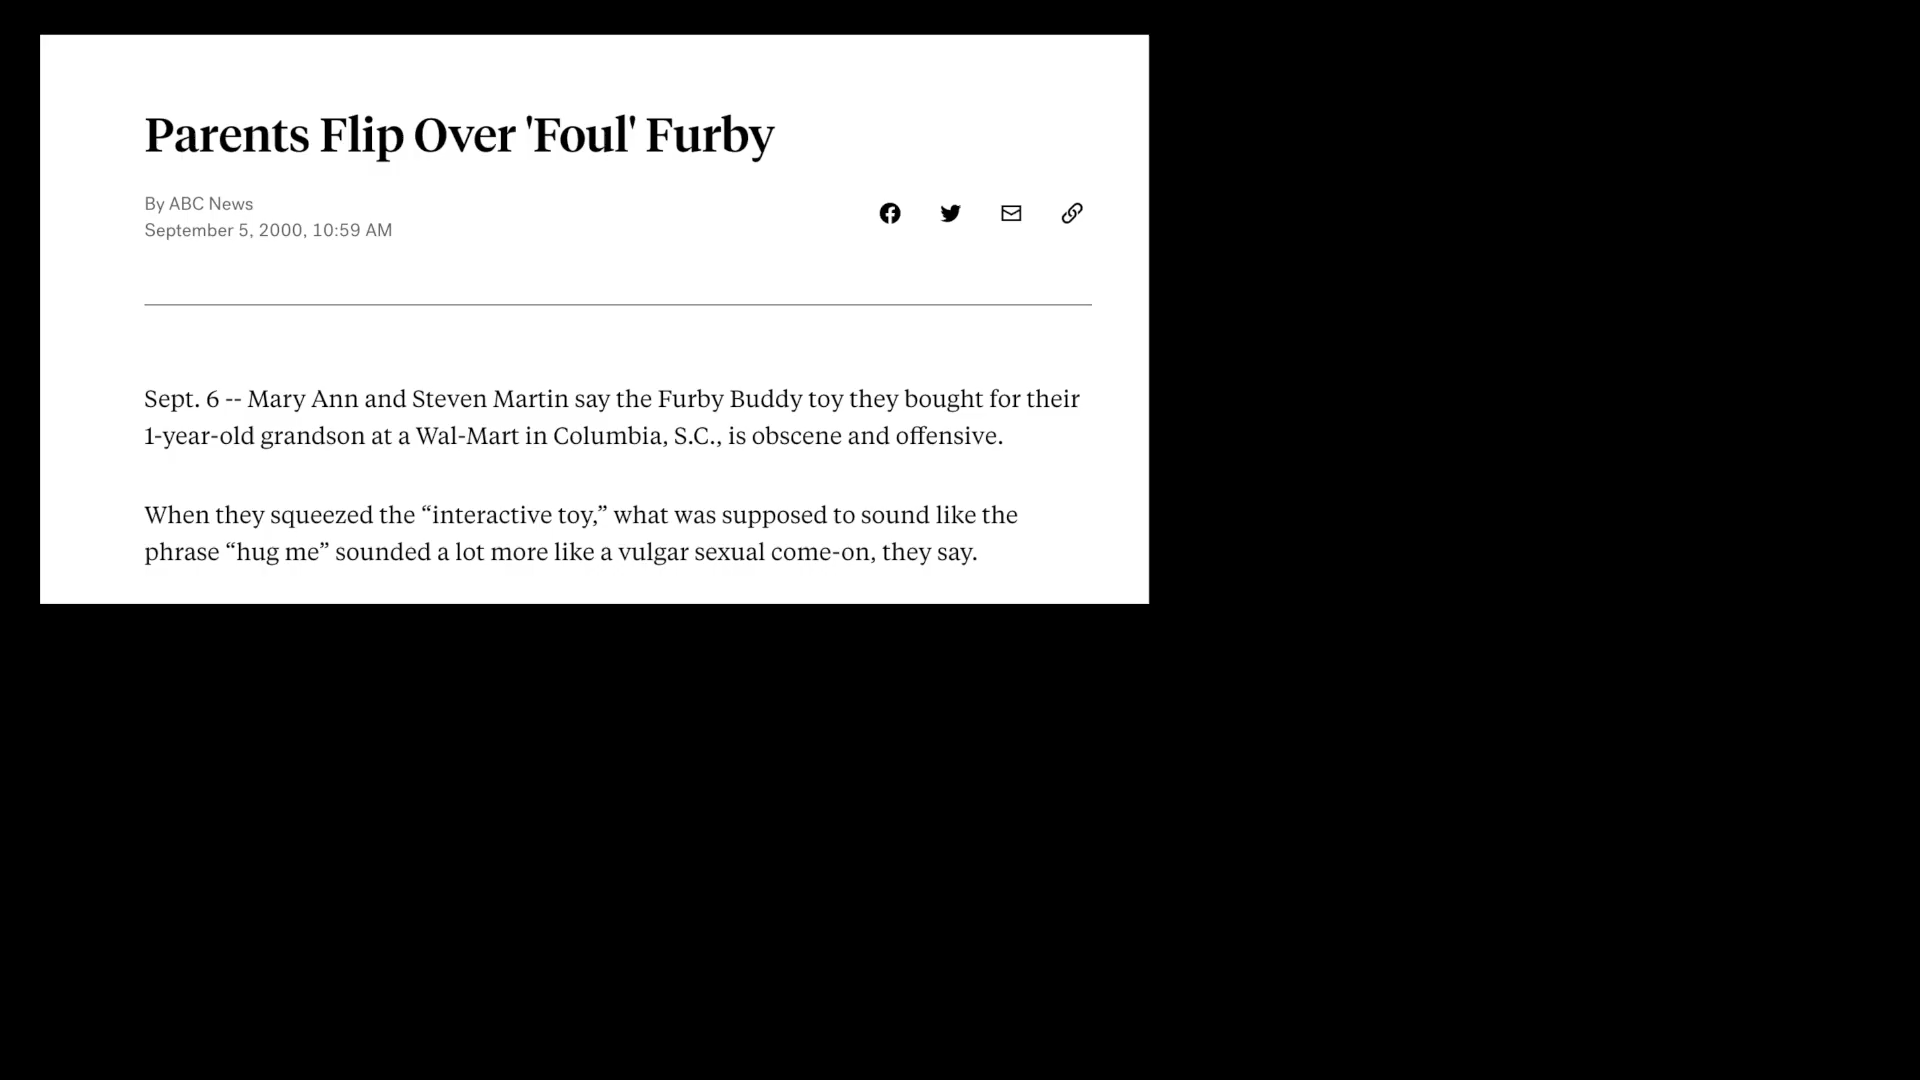 Parents Flip Over 'Foul' Furby
By ABC News
September 5, 2000, 10:59 AM
Sept. 6 -- Mary Ann and Steven Martin say the Furby Buddy toy they bought for their
1-year-old grandson at a Wal-Mart in Columbia, S.C., is obscene and offensive.
When they squeezed the “interactive toy,” what was supposed to sound like the
phrase “hug me” sounded a lot more like a vulgar sexual come-on, they say.